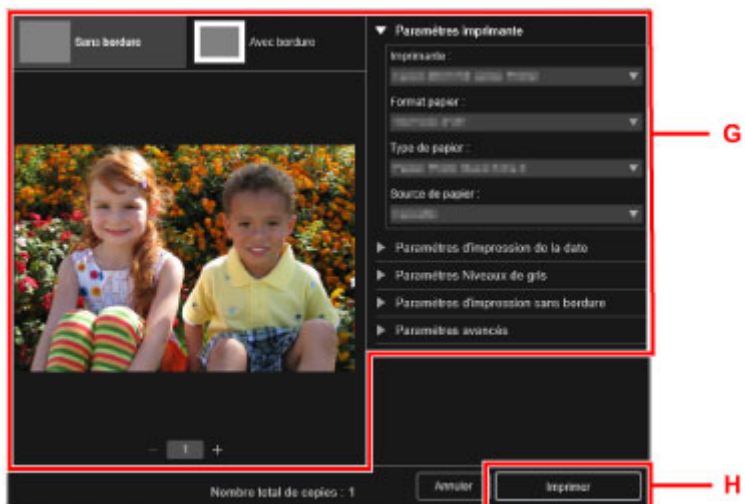 Sans bordure
Avec bordure
Paramètres imprimante
Imprimante :
Format papier :
Type de papier :
Source de papier :
Paramètres d'impression de la date
Paramètres Niveaux de gris
Paramètres d'impression sans bordure
Paramètres avancés
G
1
Nombre total de copies : 1
Annuler
Imprimer
H